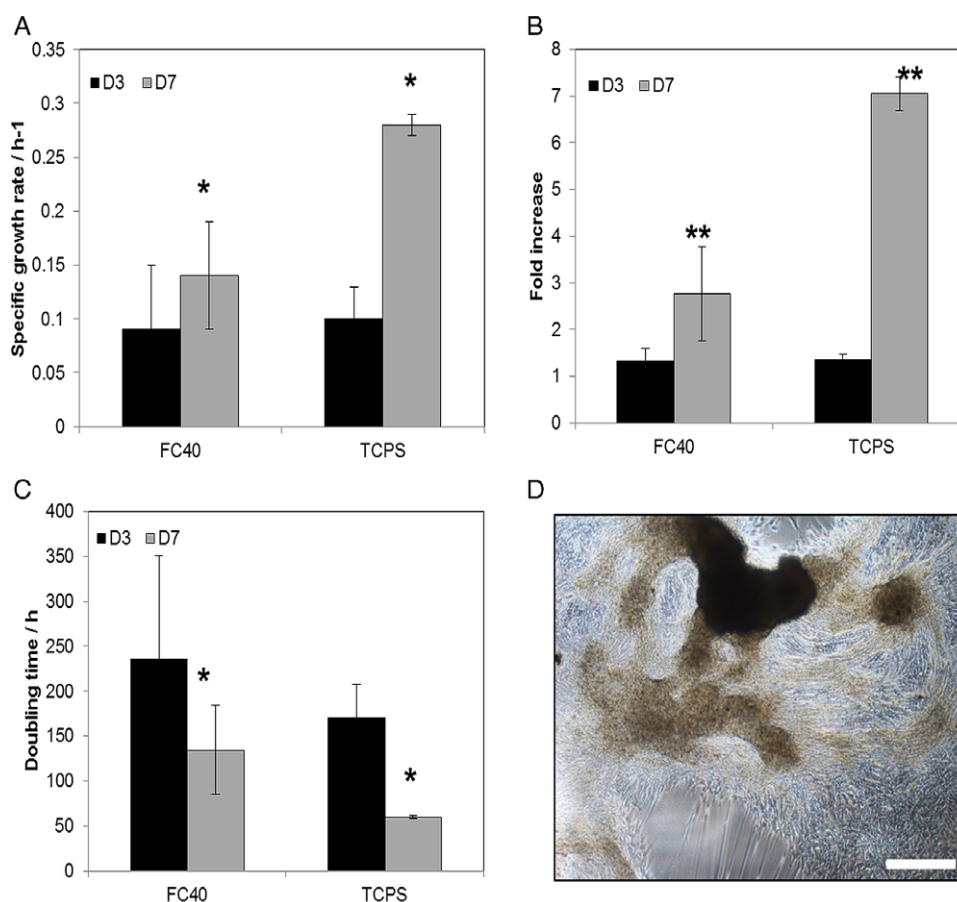 A
0.35
0.3
0.25
0.2
0.15
0.1
0.05
0
Specific growth rate / h-1
D3 D7
*
*
FC40 TCPS
B
8
7
6
5
4
3
2
1
0
Fold increase
D3 D7
**
**
FC40 TCPS
C
400
350
300
250
200
150
100
50
0
Doubling time / h
D3 D7
*
*
FC40 TCPS
D